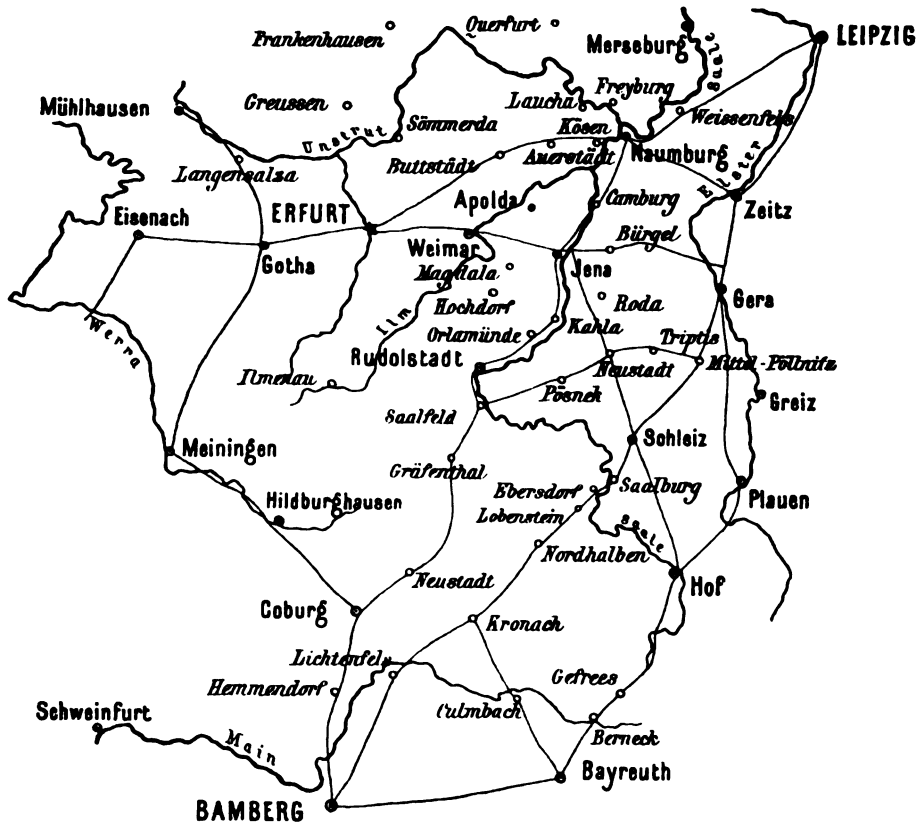 Querfurt
Frankenhausen
LEIPZIG
Merseburg
Saale
Freyburg
Mühlhausen
Greussen
Laucha
Weissenfels
Sömmerda
Kösen
Unstrut
Auerstädt
Naumburg
Buttstädt
Langensalza
Elster
Eisenach
ERFURT
Apolda
Camburg
Zeitz
Weimar
Bürgel
Gotha
Jena
Magdala
Hochdorf
Roda
Gera
Ilm
Orlamünde
Kahla
Werra
Triptis
Rudolstadt
Neustadt
Mittel-Pöllnitz
Ilmenau
Pösnek
Greiz
Saalfeld
Schleiz
Meiningen
Gräfenthal
Ebersdorf
Saalburg
Hildburghausen
Plauen
Lobenstein
Saale
Nordhalben
Neustadt
Hof
Coburg
Kronach
Lichtenfels
Gefrees
Hemmendorf
Culmbach
Schweinfurt
Main
Berneck
Bayreuth
BAMBERG